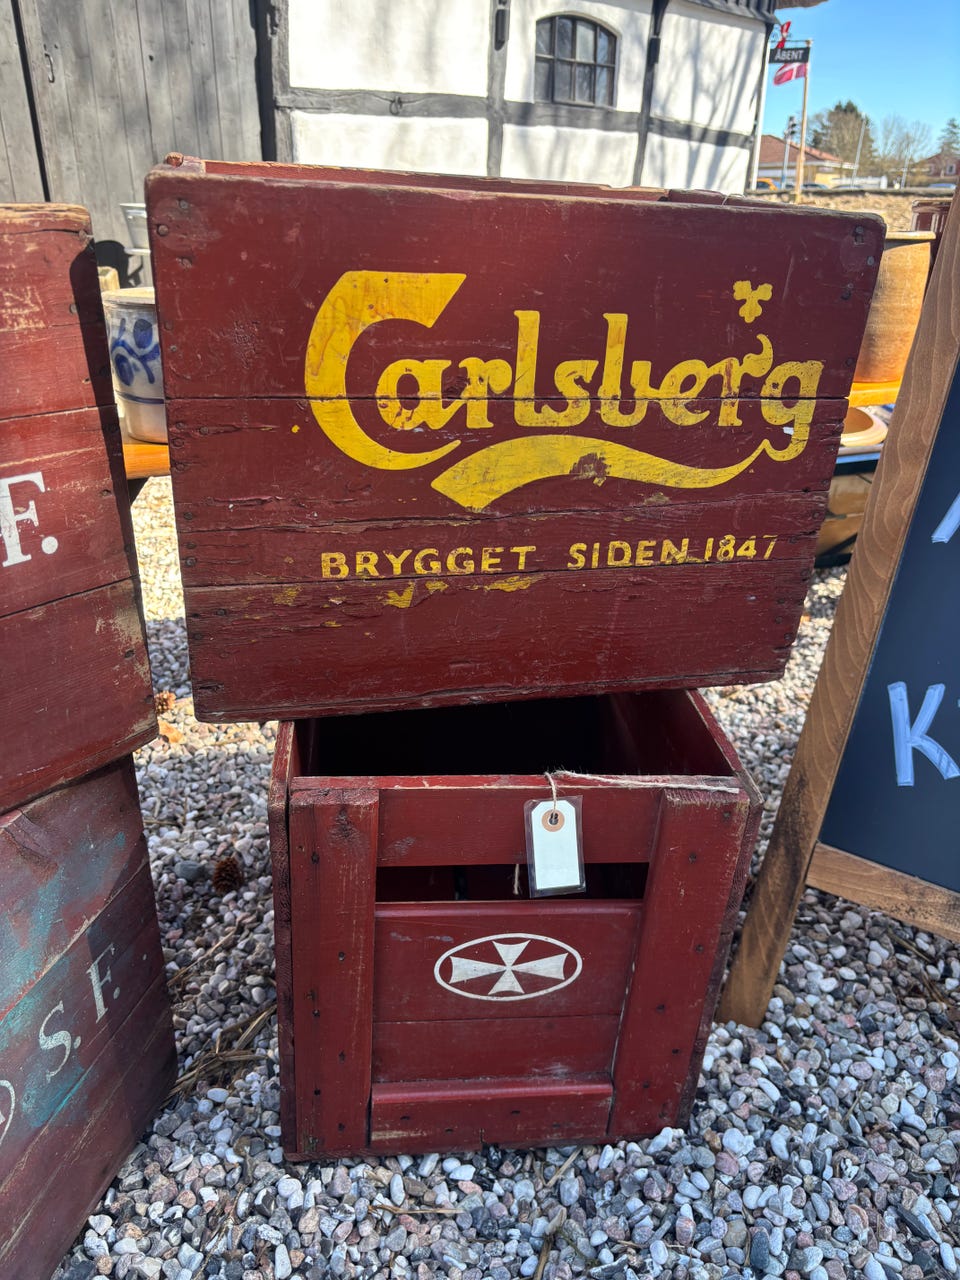 ÅBENT
Carlsberg
BRYGGET SIDEN 1847
F.
S. F.
K